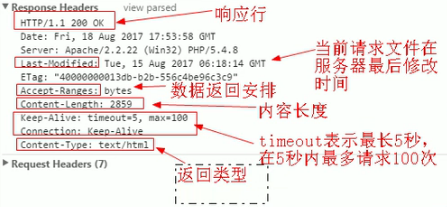 Response Headers view parsed
HTTP/1.1 200 OK
响应行
Date: Fri, 18 Aug 2017 17:53:58 GMT
Server: Apache/2.2.22 (Win32) PHP/5.4.8
Last-Modified: Tue, 15 Aug 2017 06:18:14 GMT
当前请求文件在
服务器最后修改
时间
ETag: "40000000013db-b2b-556c4be96c3c9"
Accept-Ranges: bytes
数据返回安排
Content-Length: 2859
内容长度
Keep-Alive: timeout=5, max=100
Connection: Keep-Alive
timeout表示最长5秒，
在5秒内最多请求100次
Content-Type: text/html
返回类型
Request Headers (7)